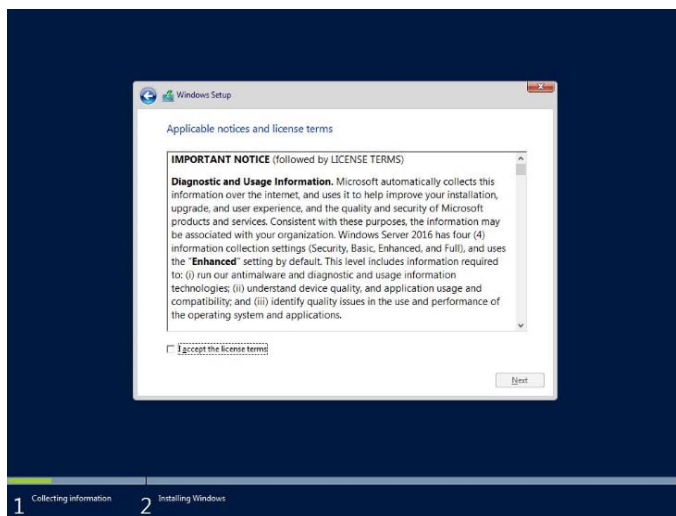 Windows Setup
Applicable notices and license terms
IMPORTANT NOTICE (followed by LICENSE TERMS)
Diagnostic and Usage Information. Microsoft automatically collects this
information over the internet, and uses it to help improve your installation,
upgrade, and user experience, and the quality and security of Microsoft
products and services. Consistent with these purposes, the information may
be associated with your organization. Windows Server 2016 has four (4)
information collection settings (Security, Basic, Enhanced, and Full), and uses
the "Enhanced" setting by default. This level includes information required
to: (i) run our antimalware and diagnostic and usage information
technologies; (ii) understand device quality, and application usage and
compatibility; and (iii) identify quality issues in the use and performance of
the operating system and applications.
I accept the license terms
Next
1 Collecting information 2 Installing Windows